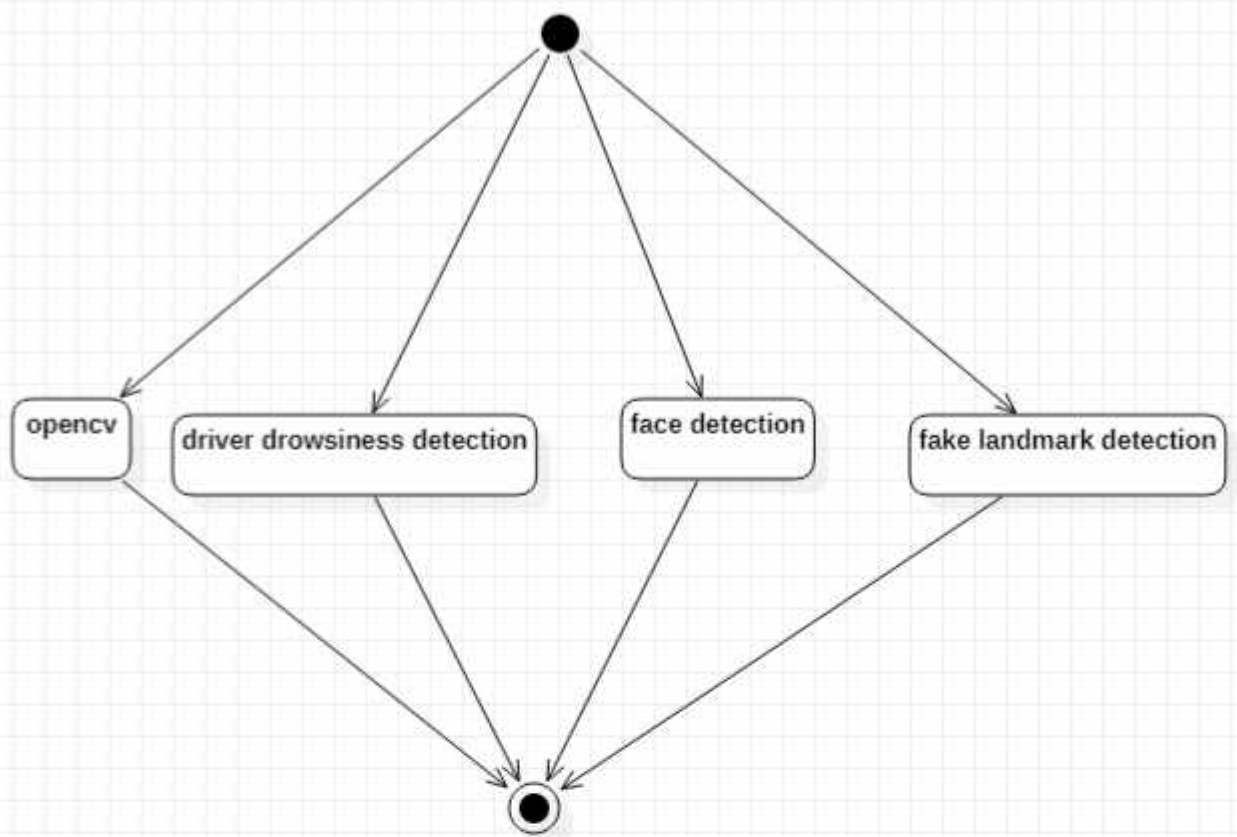 opencv
driver drowsiness detection
face detection
fake landmark detection